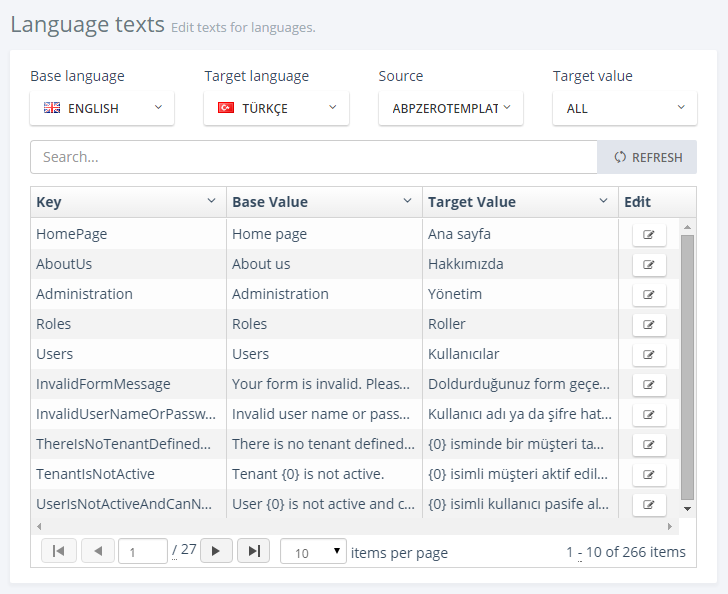 Language texts Edit texts for languages.
Base language Target language Source Target value
ENGLISH TÜRKÇE ABPZEROTEMPLAT ALL
Search... REFRESH
Key Base Value Target Value Edit
HomePage Home page Ana sayfa
AboutUs About us Hakkımızda
Administration Administration Yönetim
Roles Roles Roller
Users Users Kullanıcılar
InvalidFormMessage Your form is invalid. Pleas... Doldurduğunuz form geçe...
InvalidUserNameOrPassw... Invalid user name or pass... Kullanıcı adı ya da şifre hat...
ThereIsNoTenantDefined... There is no tenant defined... {0} isminde bir müşteri ta...
TenantIsNotActive Tenant {0} is not active. {0} isimli müşteri aktif edil...
UserIsNotActiveAndCanN... User {0} is not active and c... {0} isimli kullanıcı pasife al...
1 / 27 10 items per page 1 - 10 of 266 items